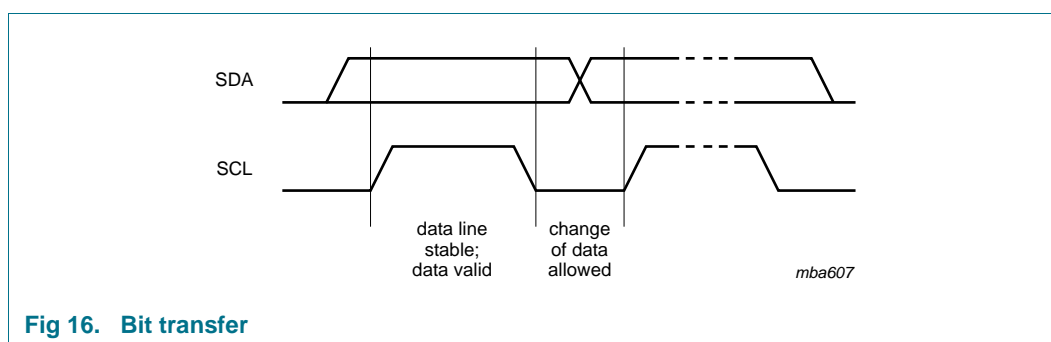 SDA
SCL
data line
stable;
data valid
change
of data
allowed
mba607
Fig 16. Bit transfer